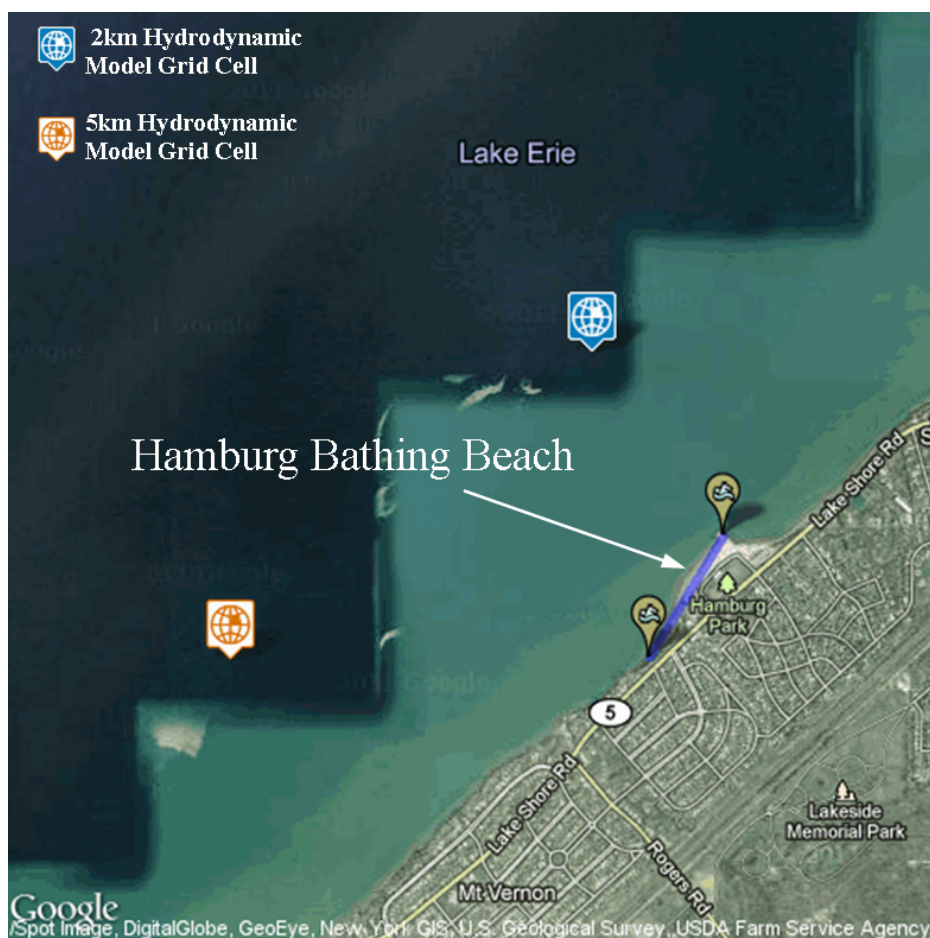 2km Hydrodynamic
Model Grid Cell
5km Hydrodynamic
Model Grid Cell
Lake Erie
Hamburg Bathing Beach
Lake Shore Rd
S
Hamburg
Park
5
Lake Shore Rd
Rogers Rd
Lakeside
Memorial Park
Mt Vernon
Google
/Spot Image, DigitalGlobe, GeoEye, New York GIS, U.S. Geological Survey, USDA Farm Service Agency